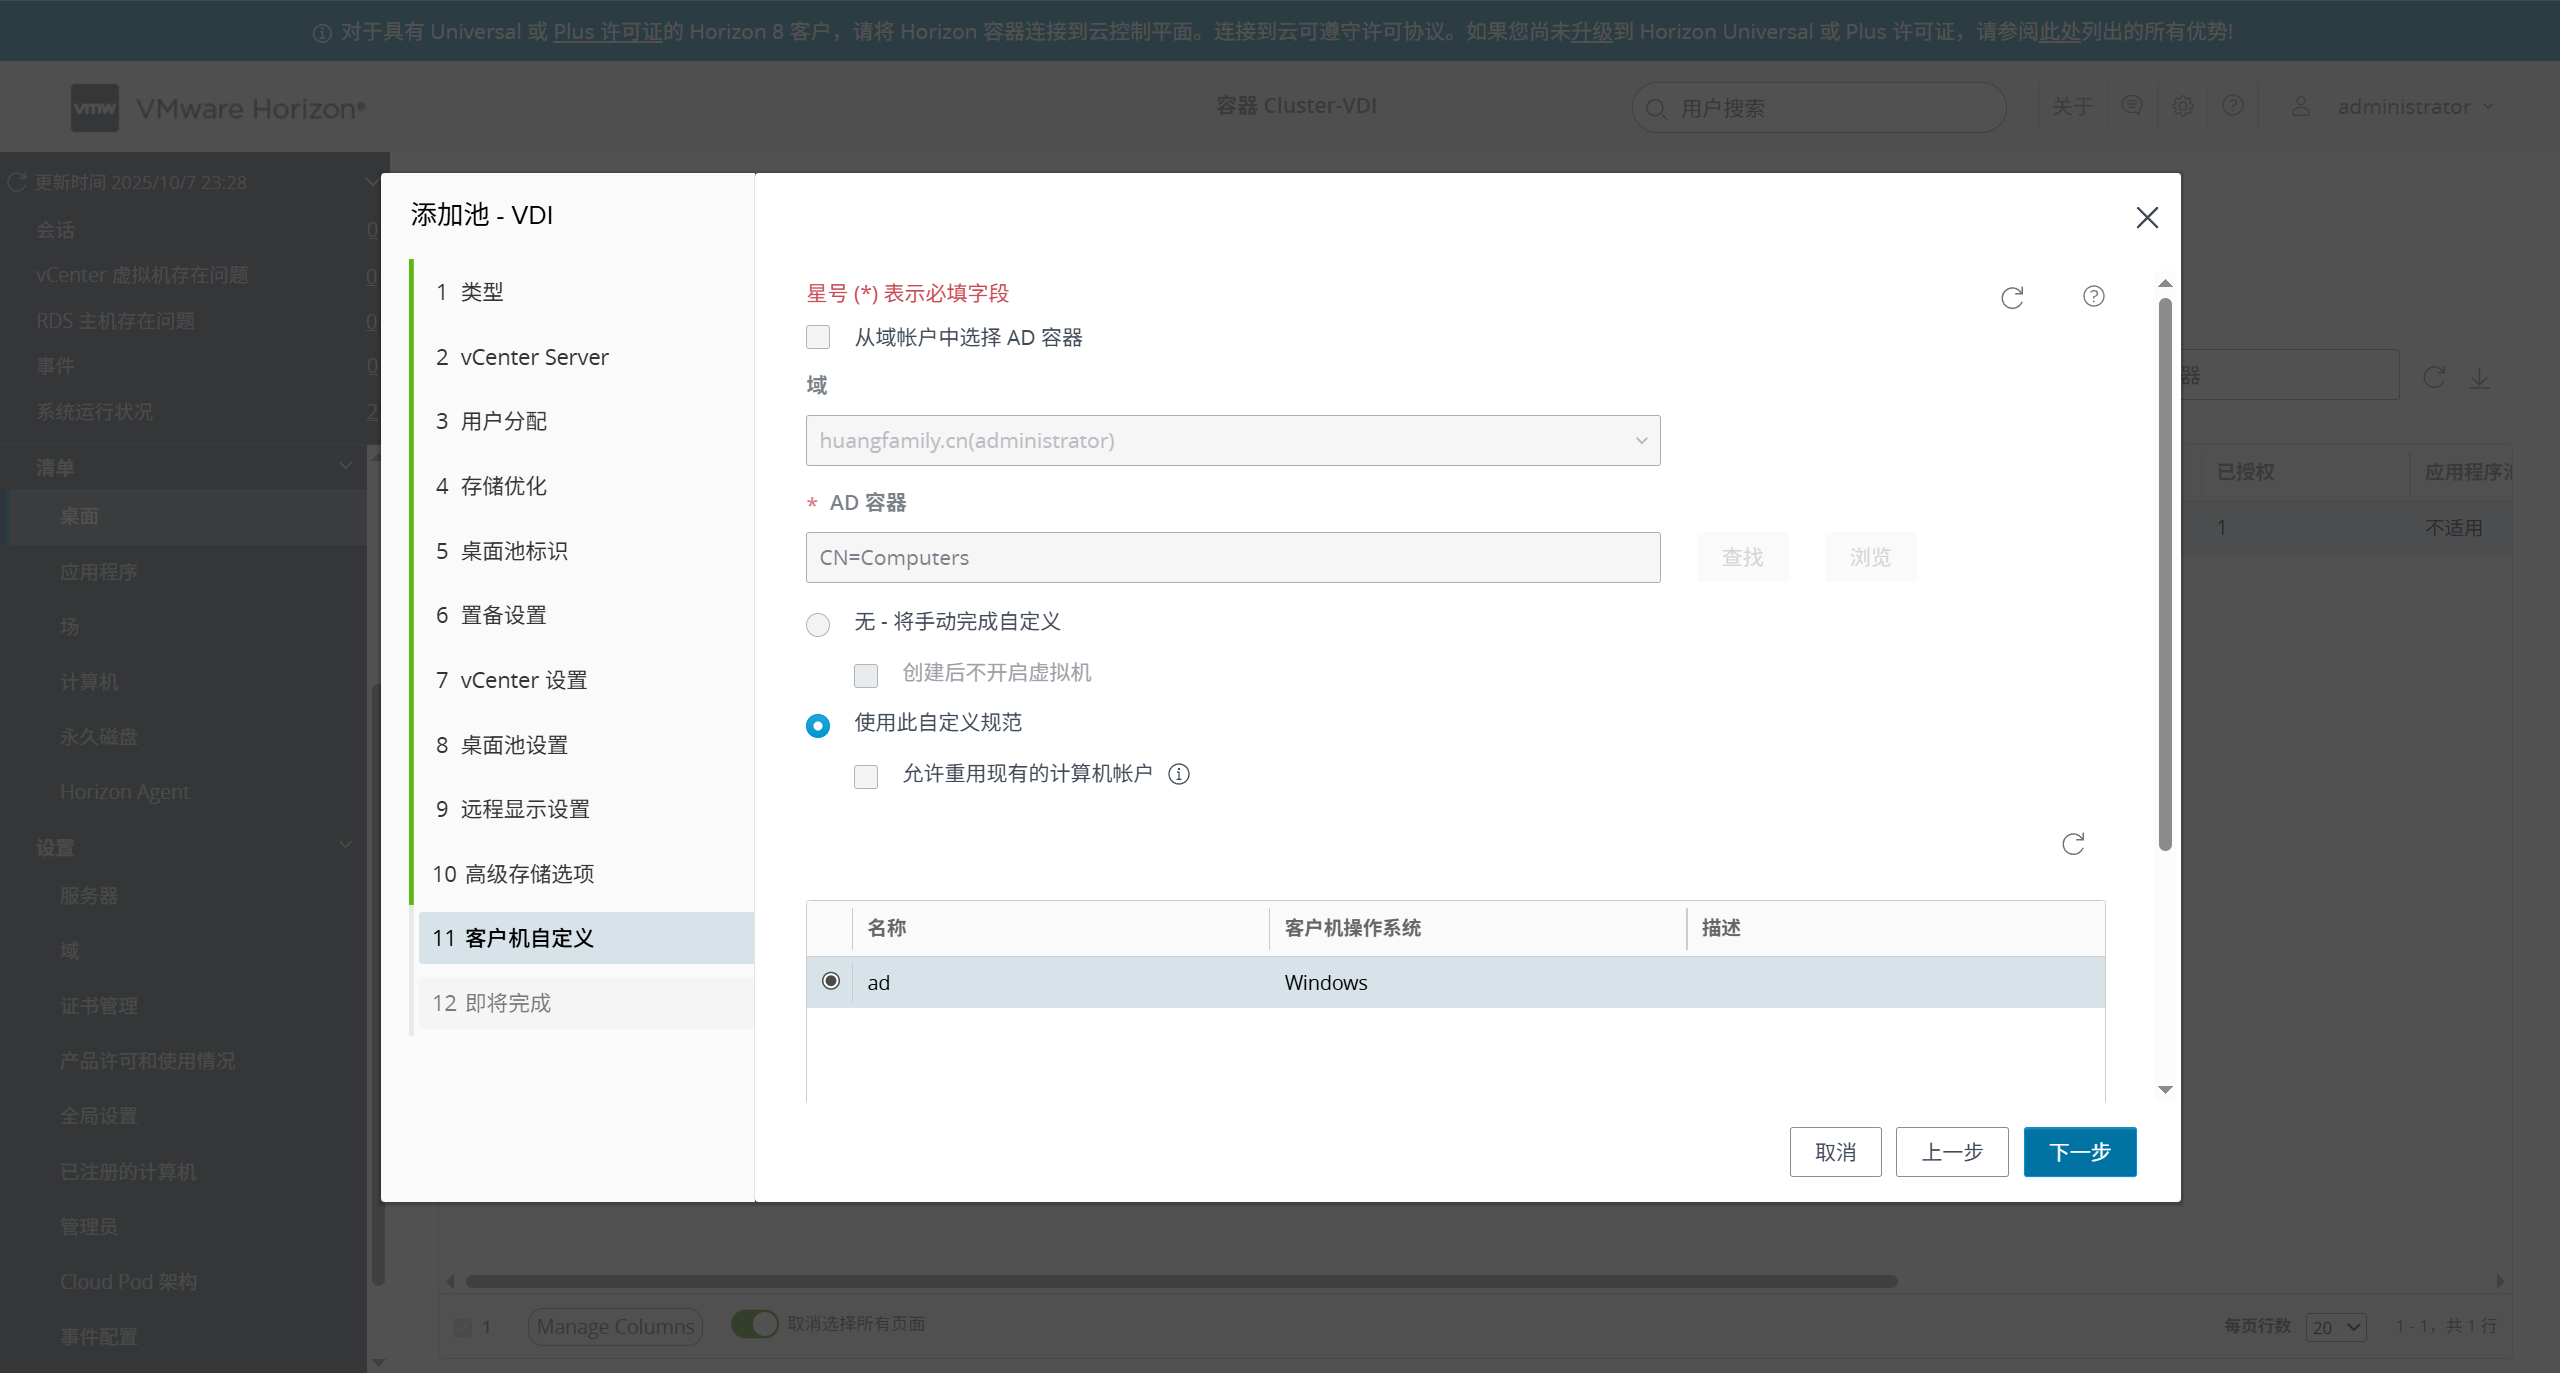 对于具有 Universal 或 Plus 许可证的 Horizon 8 客户，请将 Horizon 容器连接到云控制平面。连接到云可遵守许可协议。如果您尚未升级到 Horizon Universal 或 Plus 许可证，请参阅此处列出的所有优势!
vmw VMware Horizon®
容器 Cluster-VDI
用户搜索
关于
administrator
更新时间 2025/10/7 23:28
会话 0
vCenter 虚拟机存在问题 0
RDS 主机存在问题 0
事件 0
系统运行状况 2
清单
桌面
应用程序
场
计算机
永久磁盘
Horizon Agent
设置
服务器
域
证书管理
产品许可和使用情况
全局设置
已注册的计算机
管理员
Cloud Pod 架构
事件配置
添加池 - VDI
1 类型
2 vCenter Server
3 用户分配
4 存储优化
5 桌面池标识
6 置备设置
7 vCenter 设置
8 桌面池设置
9 远程显示设置
10 高级存储选项
11 客户机自定义
12 即将完成
星号 (*) 表示必填字段
从域帐户中选择 AD 容器
域
huangfamily.cn(administrator)
* AD 容器
CN=Computers
查找
浏览
无 - 将手动完成自定义
创建后不开启虚拟机
使用此自定义规范
允许重用现有的计算机帐户
名称 客户机操作系统 描述
ad Windows
取消
上一步
下一步
器
已授权 应用程序
1 不适用
1
Manage Columns
取消选择所有页面
每页行数 20 1 - 1，共 1 行